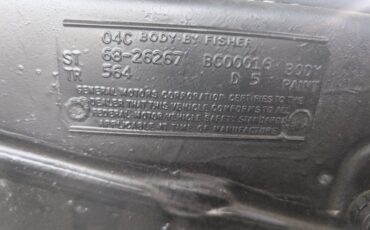 04C BODY BY FISHER
ST 68-26267 BC00016 BODY
TR 564 D 5 PAINT
GENERAL MOTORS CORPORATION CERTIFIES TO THE
DEALER THAT THIS VEHICLE CONFORMS TO ALL
FEDERAL MOTOR VEHICLE SAFETY STANDARDS
APPLICABLE AT TIME OF MANUFACTURE